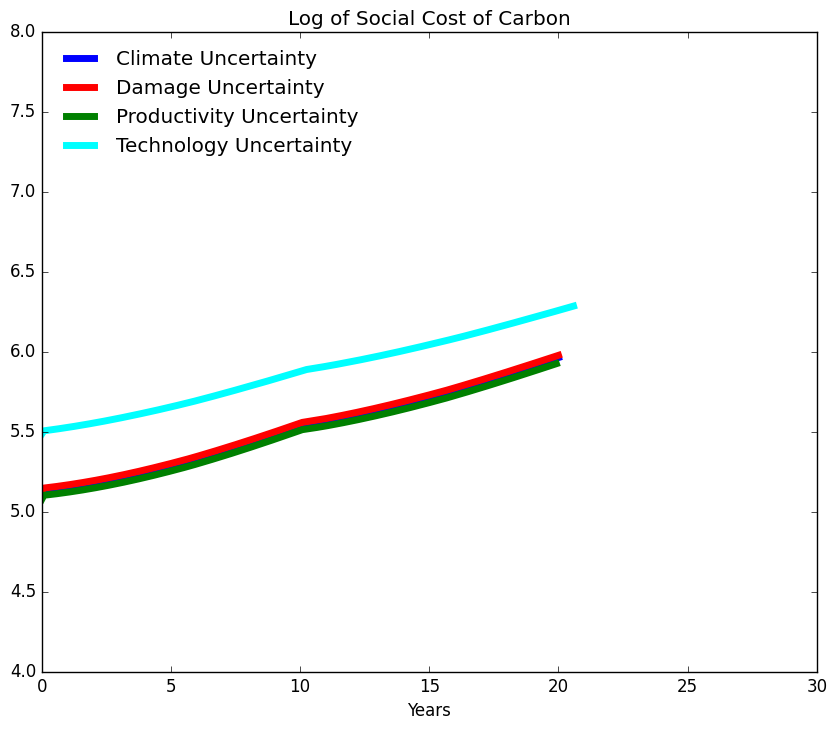 Log of Social Cost of Carbon
8.0
7.5
7.0
6.5
6.0
5.5
5.0
4.5
4.0
Climate Uncertainty
Damage Uncertainty
Productivity Uncertainty
Technology Uncertainty
0 5 10 15 20 25 30
Years